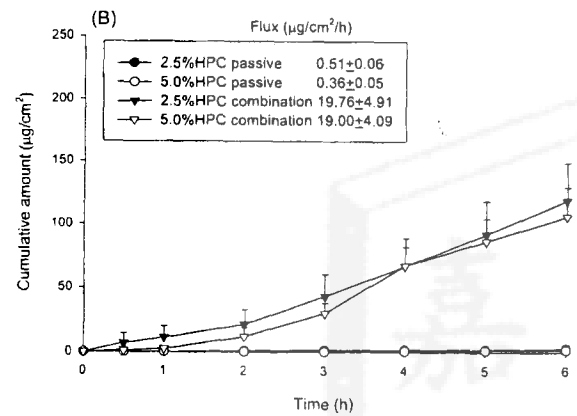 (B)
Flux (μg/cm²/h)
2.5%HPC passive 0.51±0.06
5.0%HPC passive 0.36±0.05
2.5%HPC combination 19.76±4.91
5.0%HPC combination 19.00±4.09
Cumulative amount (μg/cm²)
250
200
150
100
50
0
0 1 2 3 4 5 6
Time (h)
嘉